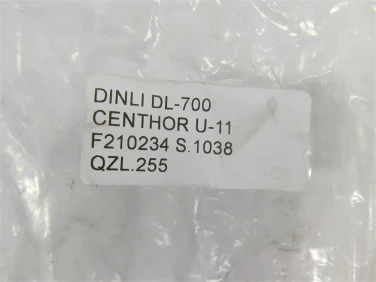 DINLI DL-700
CENTHOR U-11
F210234 S.1038
QZL.255